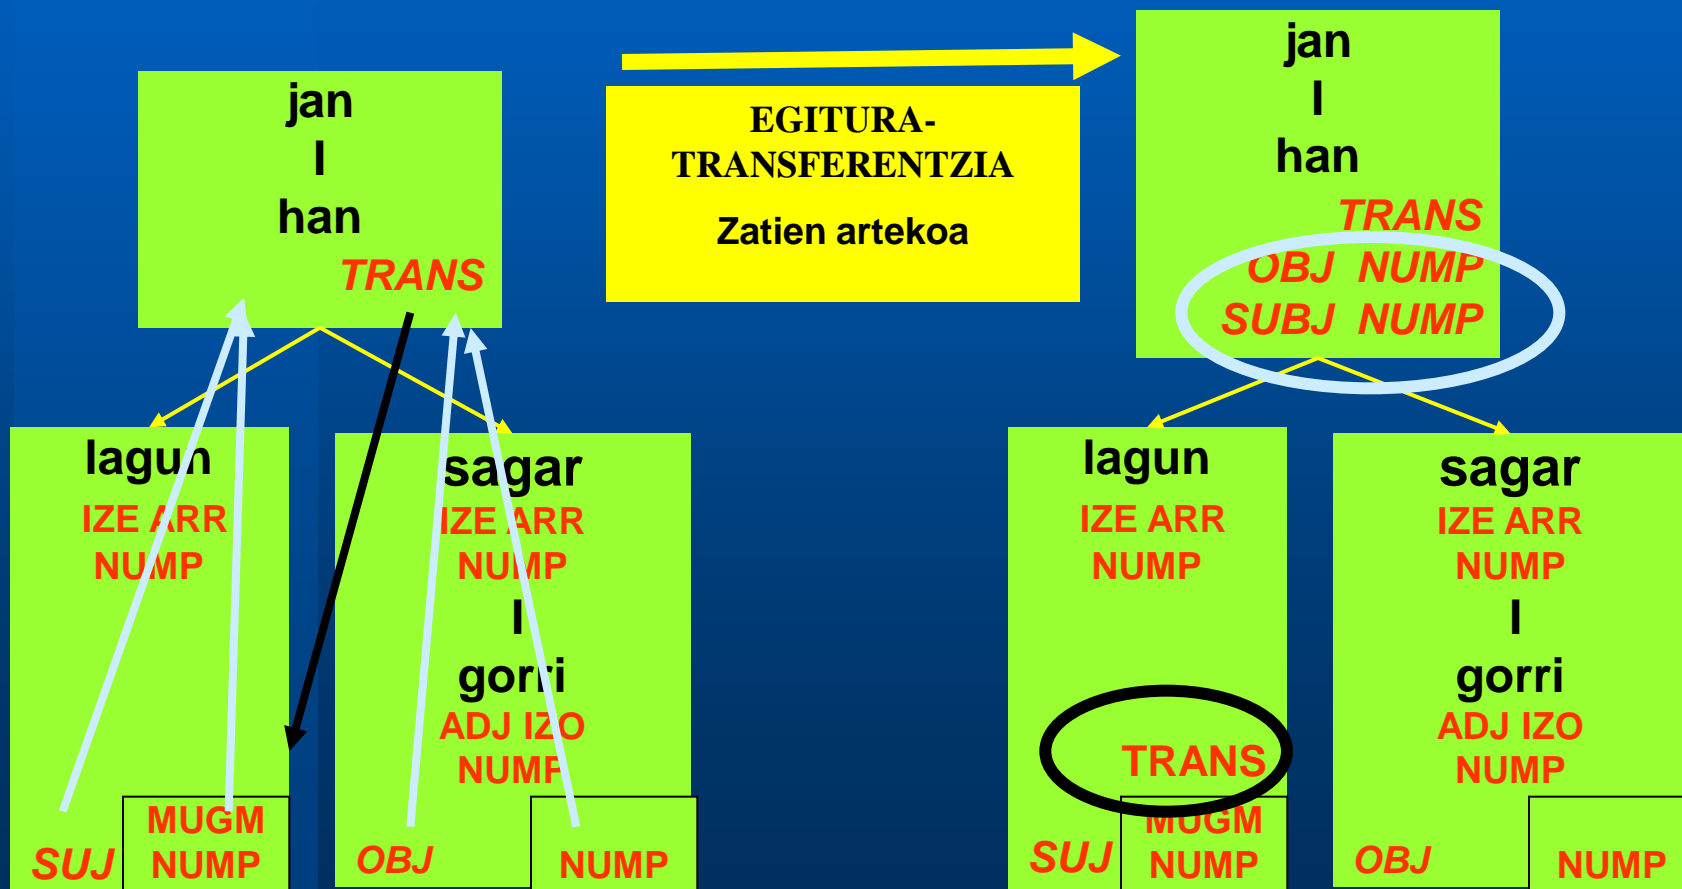 jan
I
han
TRANS
EGITURA-
TRANSFERENTZIA
Zatien artekoa
jan
I
han
TRANS
OBJ NUMP
SUBJ NUMP
lagun
IZE ARR
NUMP
SUJ
MUGM
NUMP
sagar
IZE ARR
NUMP
I
gorri
ADJ IZO
NUMP
OBJ
NUMP
lagun
IZE ARR
NUMP
TRANS
SUJ
MUGM
NUMP
sagar
IZE ARR
NUMP
I
gorri
ADJ IZO
NUMP
OBJ
NUMP